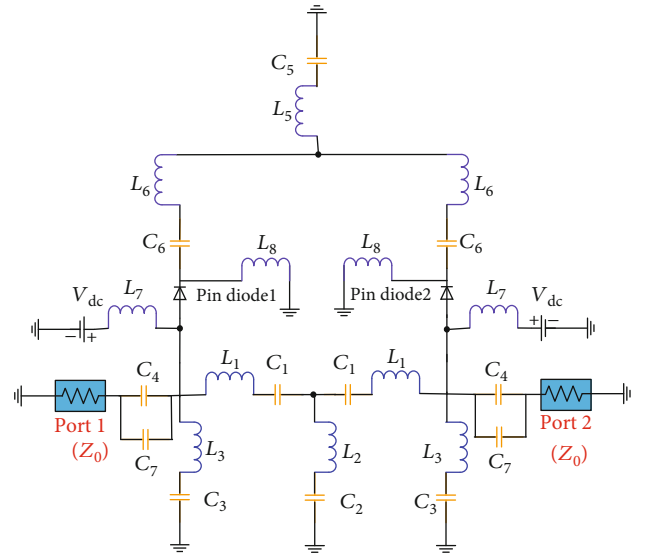 C5
L5
L6
L6
C6
C6
L8
L8
Pin diode1
Pin diode2
Vdc
L7
L7
Vdc
− +
+ −
C4
L1
C1
C1
L1
C4
Port 1
(Z0)
C7
L3
L2
L3
C7
Port 2
(Z0)
C3
C2
C3